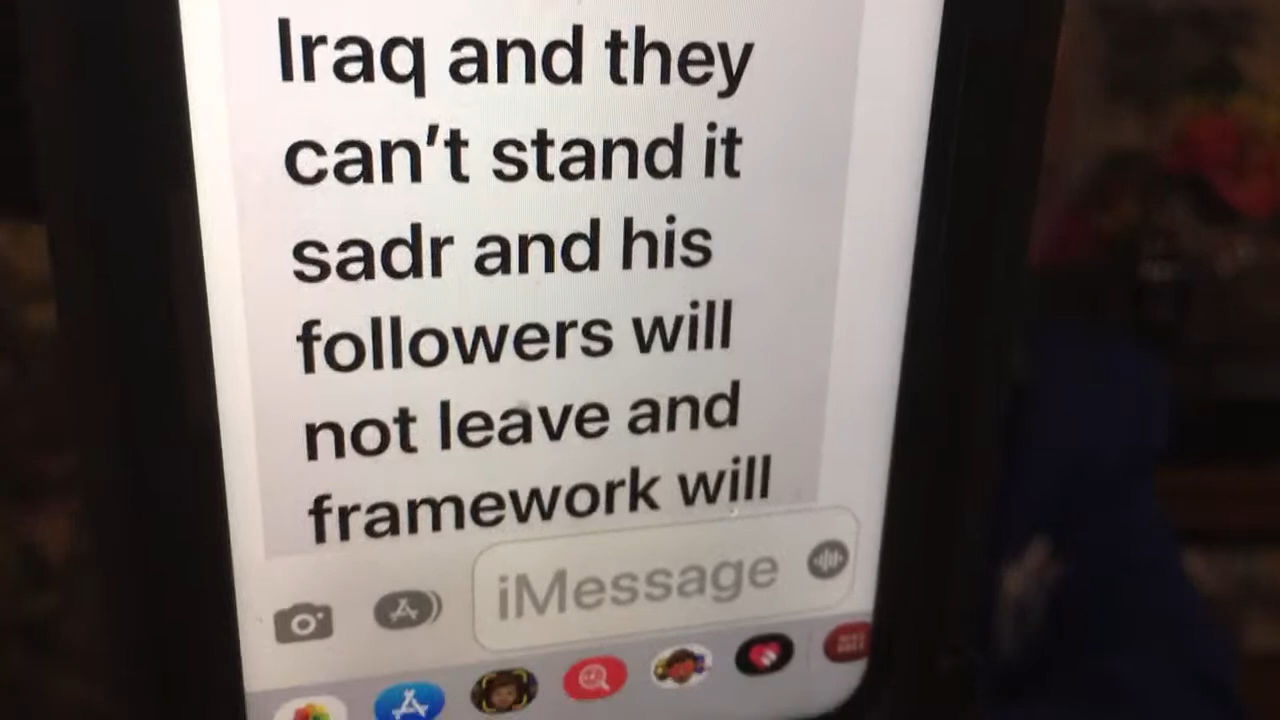 Iraq and they
can't stand it
sadr and his
followers will
not leave and
framework will
iMessage